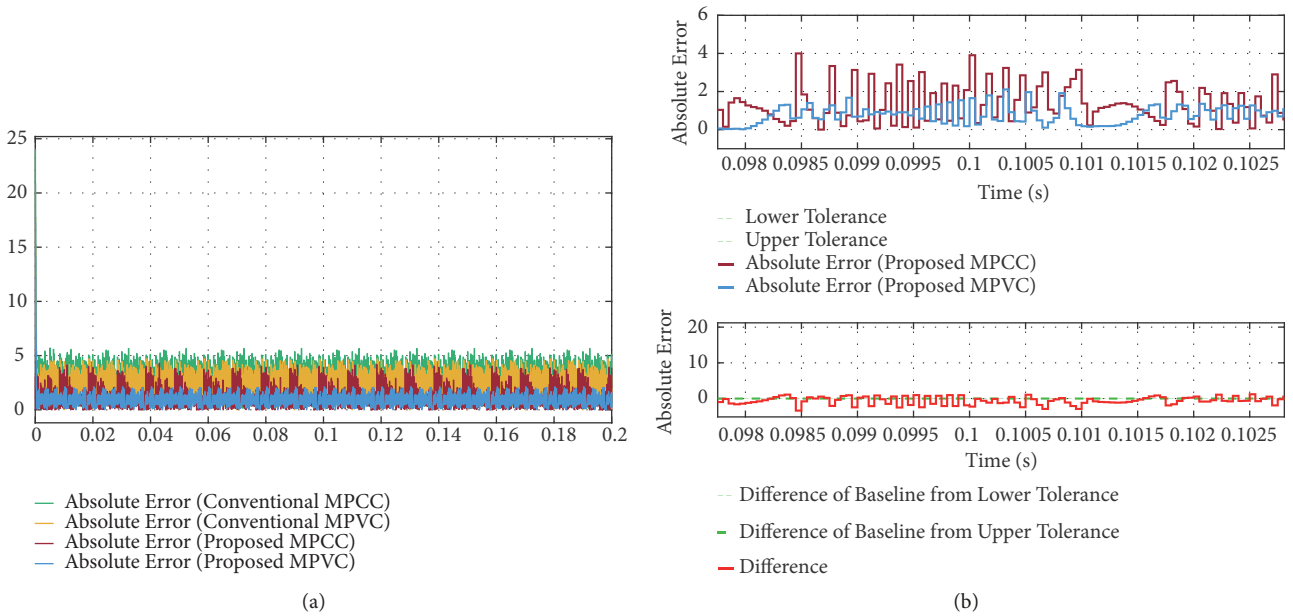 25
20
15
10
5
0
0 0.02 0.04 0.06 0.08 0.1 0.12 0.14 0.16 0.18 0.2
Absolute Error (Conventional MPCC)
Absolute Error (Conventional MPVC)
Absolute Error (Proposed MPCC)
Absolute Error (Proposed MPVC)
(a)
Absolute Error
6
4
2
0
0.098 0.0985 0.099 0.0995 0.1 0.1005 0.101 0.1015 0.102 0.1025
Time (s)
Lower Tolerance
Upper Tolerance
Absolute Error (Proposed MPCC)
Absolute Error (Proposed MPVC)
Absolute Error
20
10
0
0.098 0.0985 0.099 0.0995 0.1 0.1005 0.101 0.1015 0.102 0.1025
Time (s)
Difference of Baseline from Lower Tolerance
Difference of Baseline from Upper Tolerance
Difference
(b)